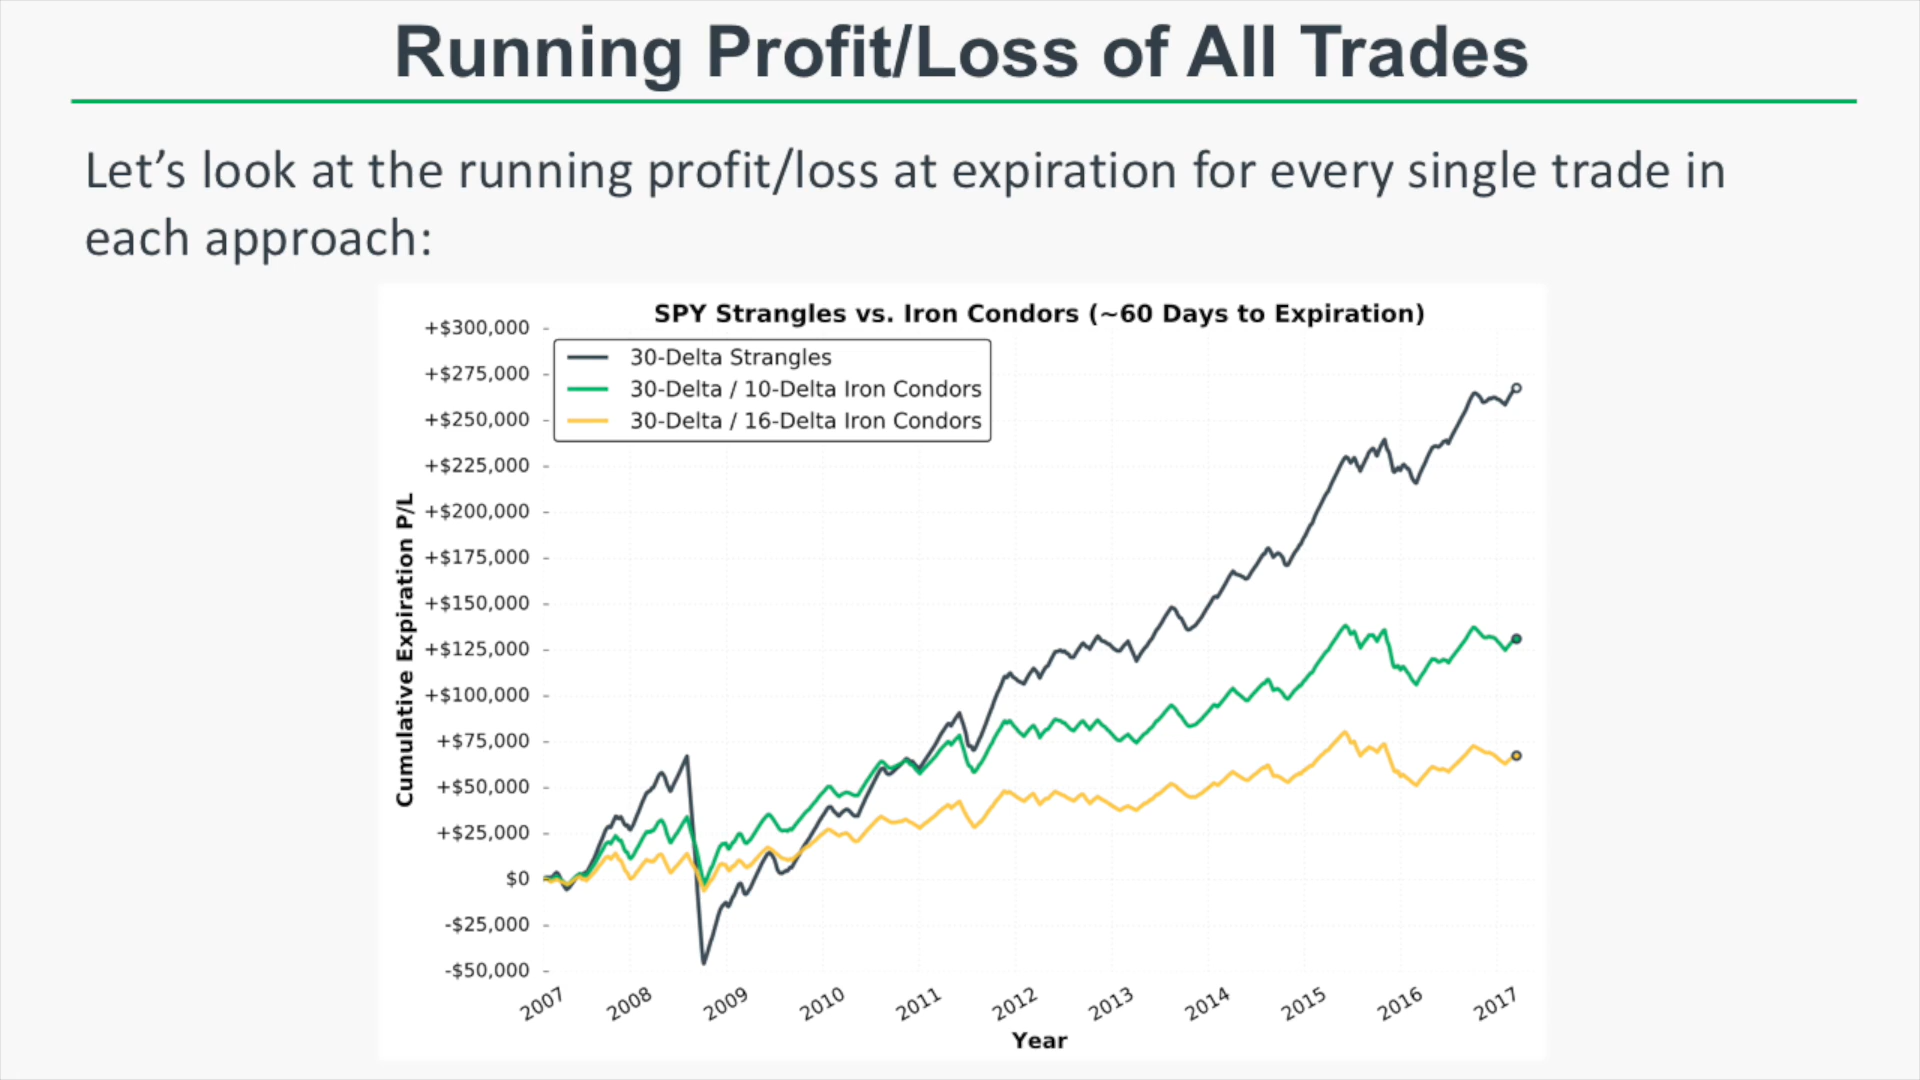 Running Profit/Loss of All Trades
Let’s look at the running profit/loss at expiration for every single trade in
each approach:
SPY Strangles vs. Iron Condors (~60 Days to Expiration)
30-Delta Strangles
30-Delta / 10-Delta Iron Condors
30-Delta / 16-Delta Iron Condors
Cumulative Expiration P/L
+$300,000
+$275,000
+$250,000
+$225,000
+$200,000
+$175,000
+$150,000
+$125,000
+$100,000
+$75,000
+$50,000
+$25,000
$0
-$25,000
-$50,000
2007 2008 2009 2010 2011 2012 2013 2014 2015 2016 2017
Year